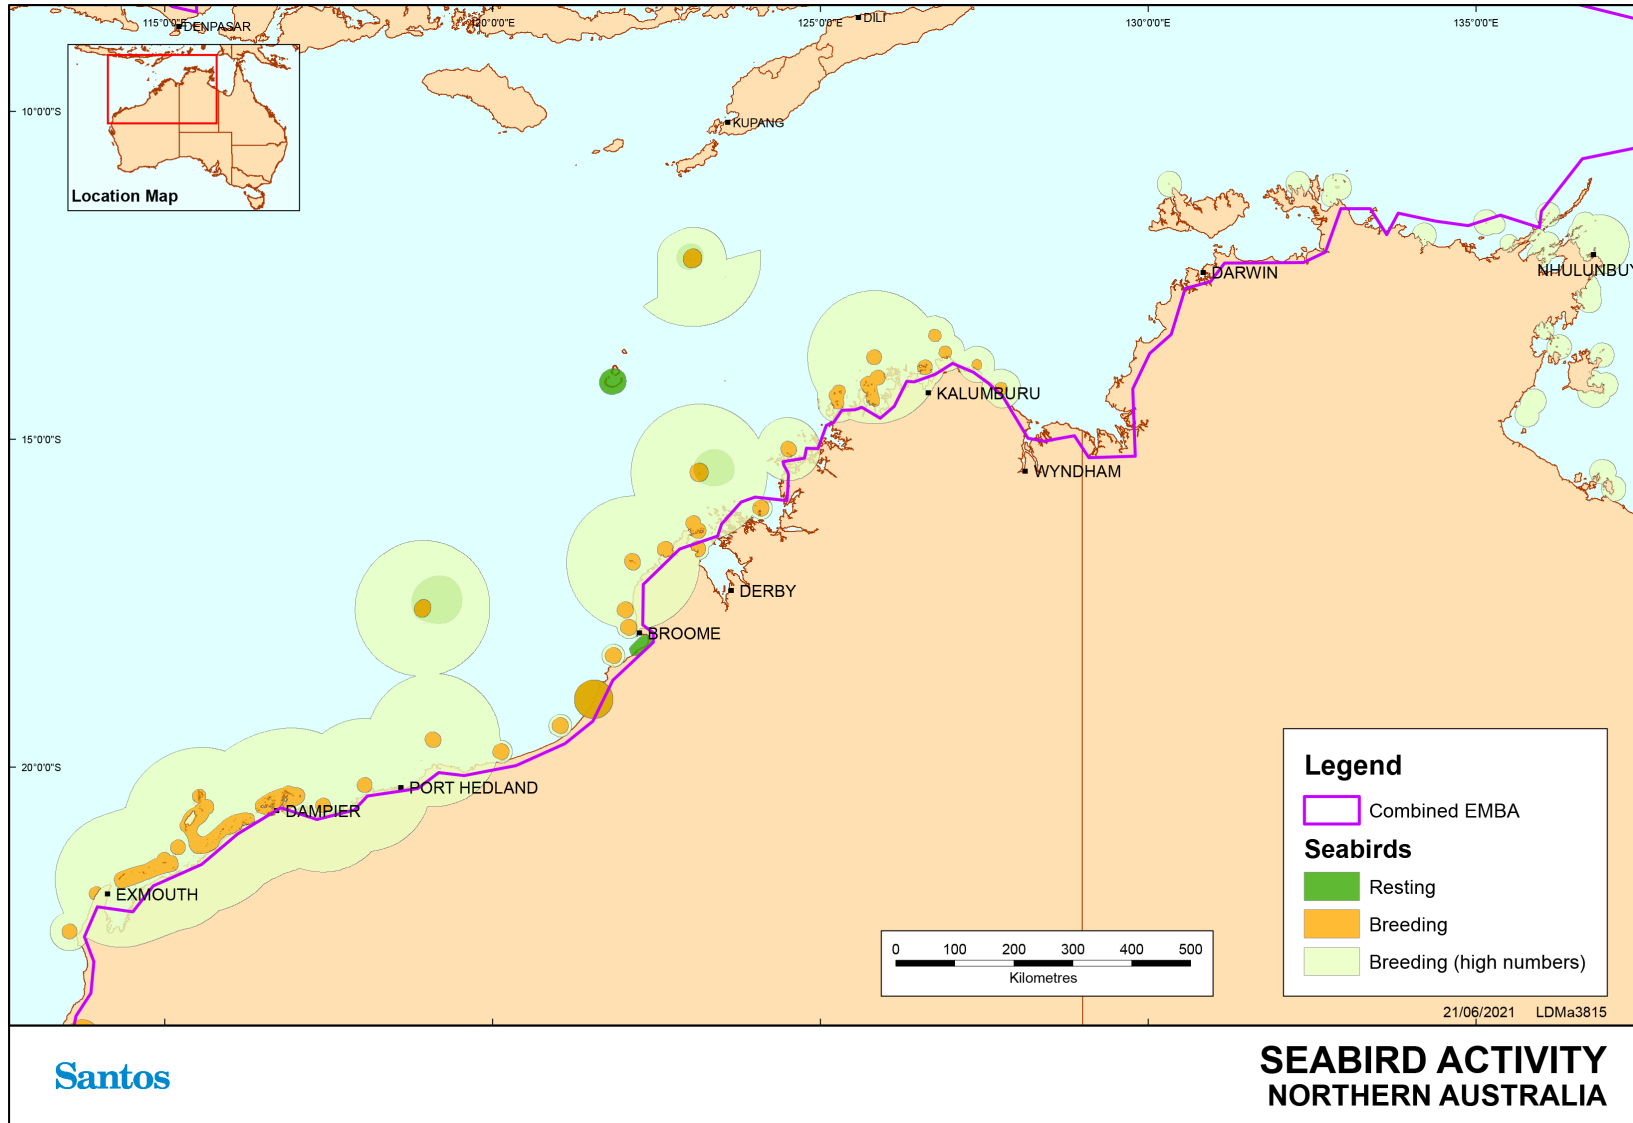 115°0'0"E
120°0'0"E
125°0'0"E
130°0'0"E
135°0'0"E
DENPASAR
DILI
10°0'0"S
KUPANG
Location Map
DARWIN
NHULUNBUY
KALUMBURU
15°0'0"S
WYNDHAM
DERBY
BROOME
20°0'0"S
PORT HEDLAND
DAMPIER
EXMOUTH
Legend
Combined EMBA
Seabirds
Resting
Breeding
Breeding (high numbers)
0 100 200 300 400 500
Kilometres
21/06/2021 LDMa3815
Santos
SEABIRD ACTIVITY
NORTHERN AUSTRALIA